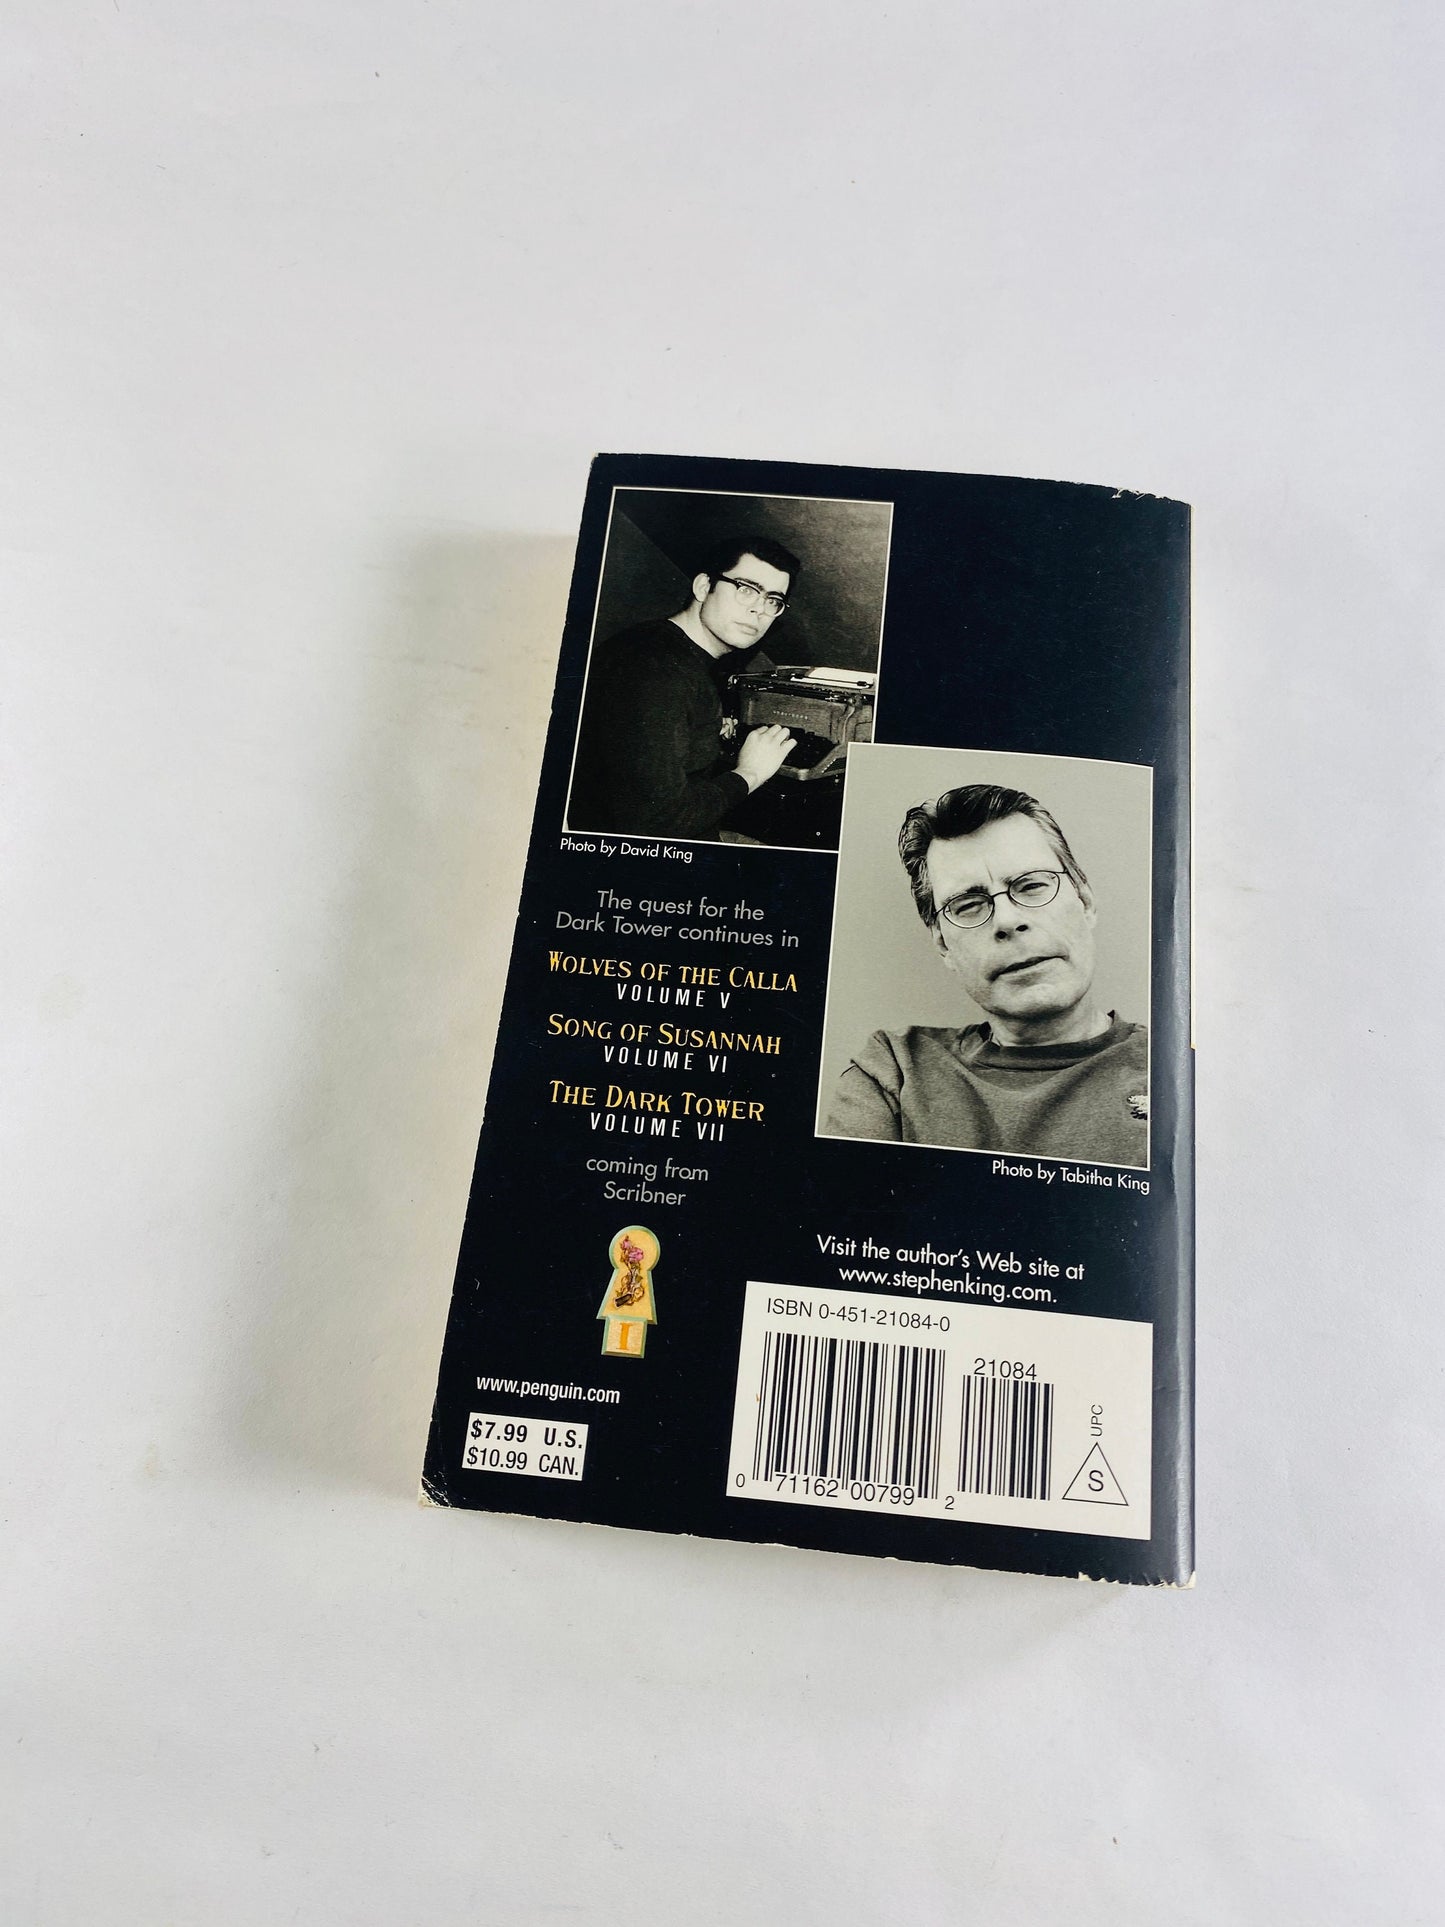 Photo by David King
The quest for the
Dark Tower continues in
WOLVES OF THE CALLA
VOLUME V
SONG OF SUSANNAH
VOLUME VI
THE DARK TOWER
VOLUME VII
coming from
Scribner
I
www.penguin.com
$7.99 U.S.
$10.99 CAN.
Photo by Tabitha King
Visit the author's Web site at
www.stephenking.com.
ISBN 0-451-21084-0
21084
0 71162 00799 2
UPC
S